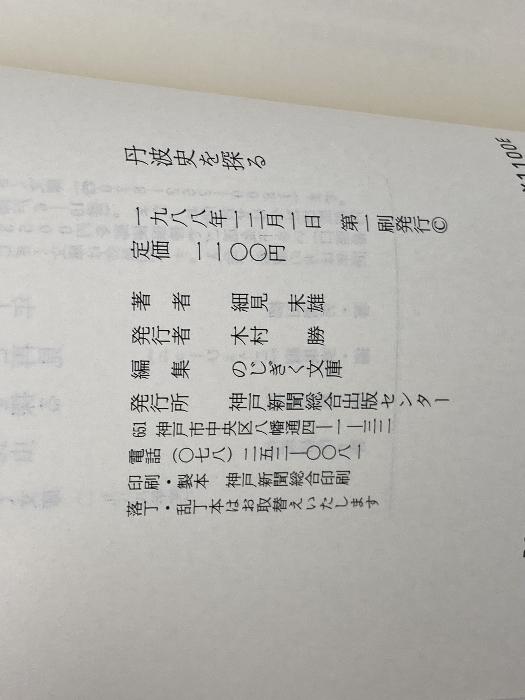 丹波史を探る
一九八八年一二月一日　第一刷発行©
定価　一一〇〇円
著者　細見末雄
発行者　木村勝
編集　のじぎく文庫
発行所　神戸新聞総合出版センター
651 神戸市中央区八幡通四—一—三二
電話（〇七八）二五二—〇〇八一
印刷・製本　神戸新聞総合印刷
落丁・乱丁本はお取替えいたします
1100E